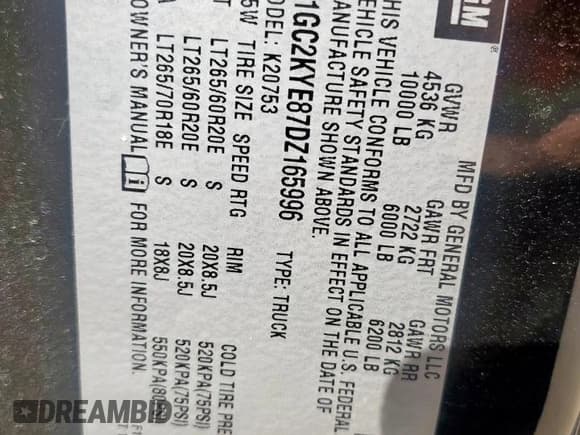 GM ®
MFD BY GENERAL MOTORS LLC
GVWR GAWR FRT GAWR RR
4536 KG 2722 KG 2812 KG
10000 LB 6000 LB 6200 LB
THIS VEHICLE CONFORMS TO ALL APPLICABLE U.S. FEDERAL
VEHICLE SAFETY STANDARDS IN EFFECT ON THE DATE OF
MANUFACTURE SHOWN ABOVE.
1GC2KYE87DZ165996 TYPE: TRUCK
MODEL: K20753
TIRE SIZE SPEED RTG RIM COLD TIRE PRE
LT265/60R20E S 20X8.5J 520KPA(75PSI)
LT265/60R20E S 20X8.5J 520KPA(75PSI)
LT265/70R18E S 18X8J 550KPA(80PSI)
OWNER'S MANUAL FOR MORE INFORMATION.
DREAMBID